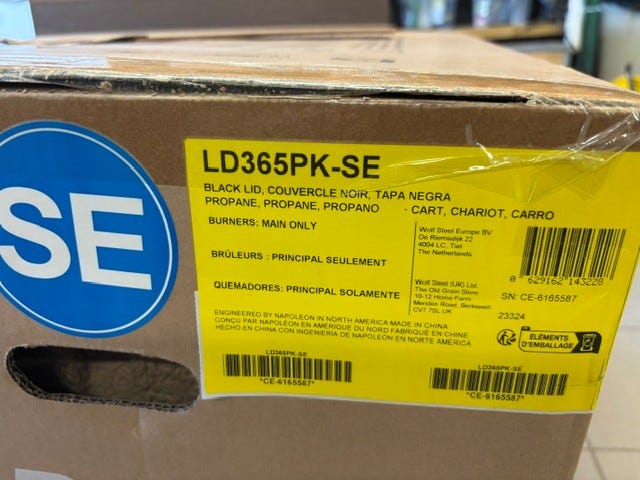 SE
LD365PK-SE
BLACK LID, COUVERCLE NOIR, TAPA NEGRA
PROPANE, PROPANE, PROPANO - CART, CHARIOT, CARRO
BURNERS: MAIN ONLY
BRÛLEURS : PRINCIPAL SEULEMENT
QUEMADORES: PRINCIPAL SOLAMENTE
Wolf Steel Europe BV
De Riemsdijk 22
4004 LC, Tiel
The Netherlands
Wolf Steel (UK) Ltd.
The Old Grain Store
10-12 Home Farm
Meriden Road, Berkswell
CV7 7SL UK
0 629162 143228
SN: CE-6165587
23324
ENGINEERED BY NAPOLEON IN NORTH AMERICA MADE IN CHINA
CONÇU PAR NAPOLEON EN AMÉRIQUE DU NORD FABRIQUÉ EN CHINE
HECHO EN CHINA CON INGENIERIA DE NAPOLEON EN NORTE AMÉRICA
ÉLÉMENTS
D'EMBALLAGE
LD365PK-SE
*CE-6165587*
LD365PK-SE
*CE-6165587*